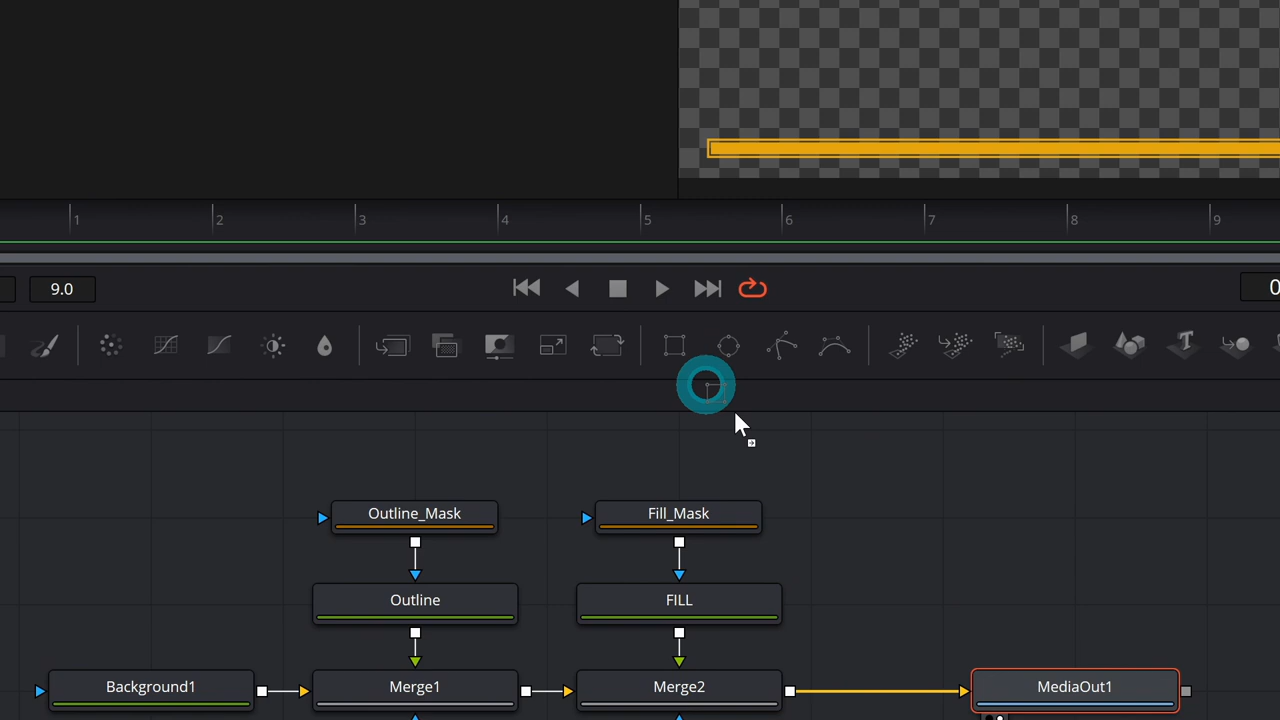 1 2 3 4 5 6 7 8 9
9.0
Outline_Mask Fill_Mask
Outline FILL
Background1 Merge1 Merge2 MediaOut1